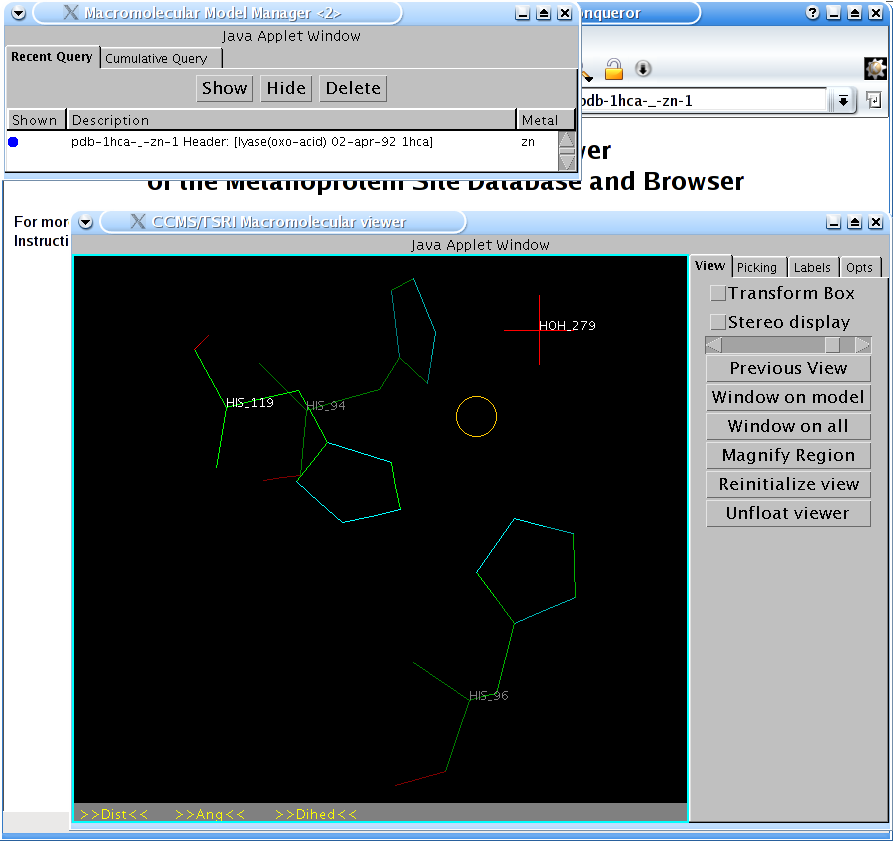 Macromolecular Model Manager <2>
onqueror
Java Applet Window
Recent Query
Cumulative Query
Show
Hide
Delete
pdb-1hca-_-zn-1
Shown
Description
Metal
pdb-1hca-_-zn-1 Header: [lyase(oxo-acid) 02-apr-92 1hca]
zn
wer
of the Metalloprotein Site Database and Browser
For mor
Instructi
CCMS/TSRI Macromolecular viewer
Java Applet Window
View
Picking
Labels
Opts
Transform Box
Stereo display
Previous View
Window on model
Window on all
Magnify Region
Reinitialize view
Unfloat viewer
HOH_279
HIS_119
HIS_94
HIS_96
>>Dist<<
>>Ang<<
>>Dihed<<